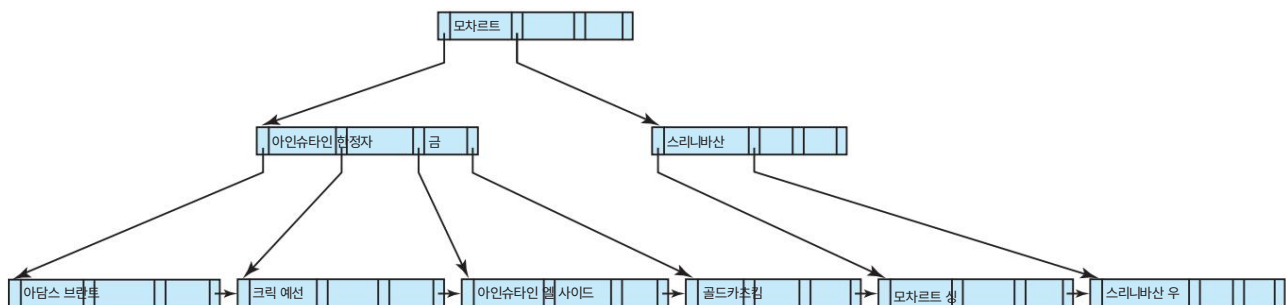 모차르트
아인슈타인 한정자 금
스리니바산
아담스 브란트
크릭 예선
아인슈타인 엘 사이드
골드카츠킴
모차르트 싱
스리니바산 우